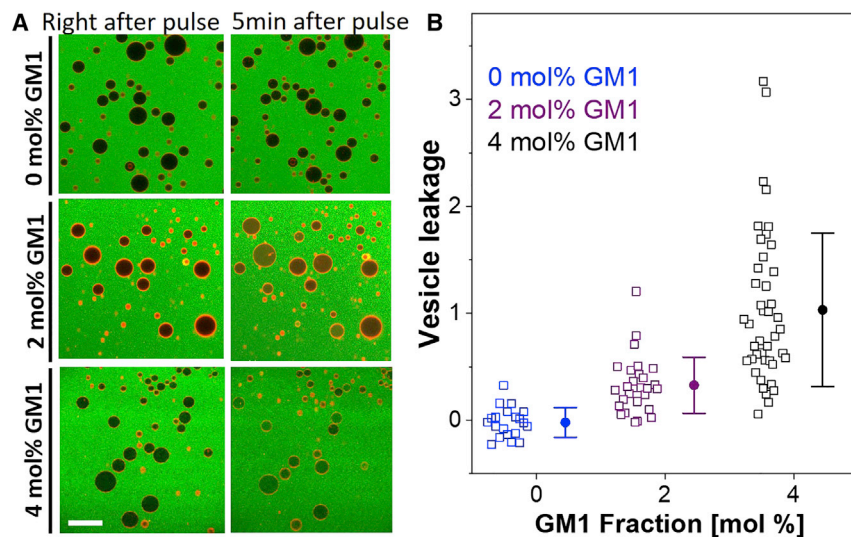 A
Right after pulse
5min after pulse
0 mol% GM1
2 mol% GM1
4 mol% GM1
B
0 mol% GM1
2 mol% GM1
4 mol% GM1
Vesicle leakage
3
2
1
0
0
2
4
GM1 Fraction [mol %]